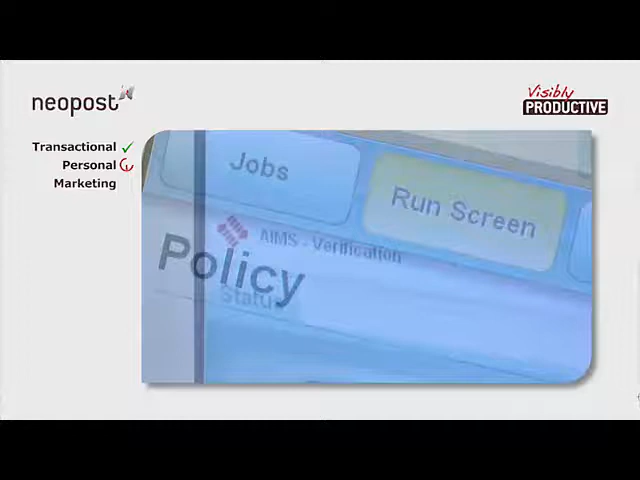 neopost
Visibly
PRODUCTIVE
Transactional
Personal
Marketing
Jobs
Run Screen
AIMS - Verification
Policy
Status